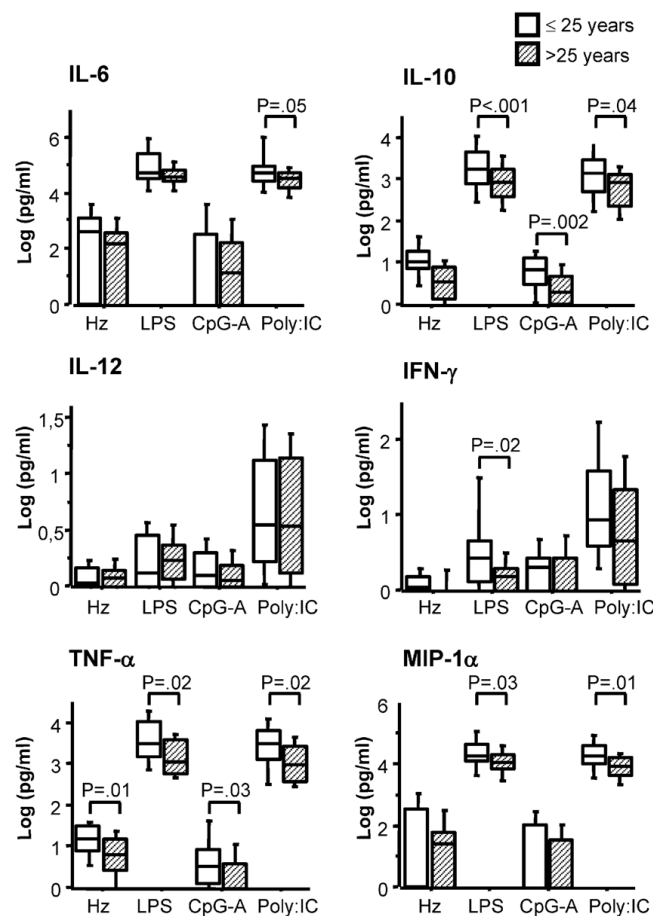 ≤ 25 years
>25 years
IL-6
Log (pg/ml)
6
4
2
0
P=.05
Hz LPS CpG-A Poly:IC
IL-10
Log (pg/ml)
4
3
2
1
0
P<.001
P=.04
P=.002
Hz LPS CpG-A Poly:IC
IL-12
Log (pg/ml)
1.5
1
0.5
0
Hz LPS CpG-A Poly:IC
IFN-γ
Log (pg/ml)
2
1
0
P=.02
Hz LPS CpG-A Poly:IC
TNF-α
Log (pg/ml)
4
3
2
1
0
P=.02
P=.02
P=.01
P=.03
Hz LPS CpG-A Poly:IC
MIP-1α
Log (pg/ml)
6
4
2
0
P=.03
P=.01
Hz LPS CpG-A Poly:IC